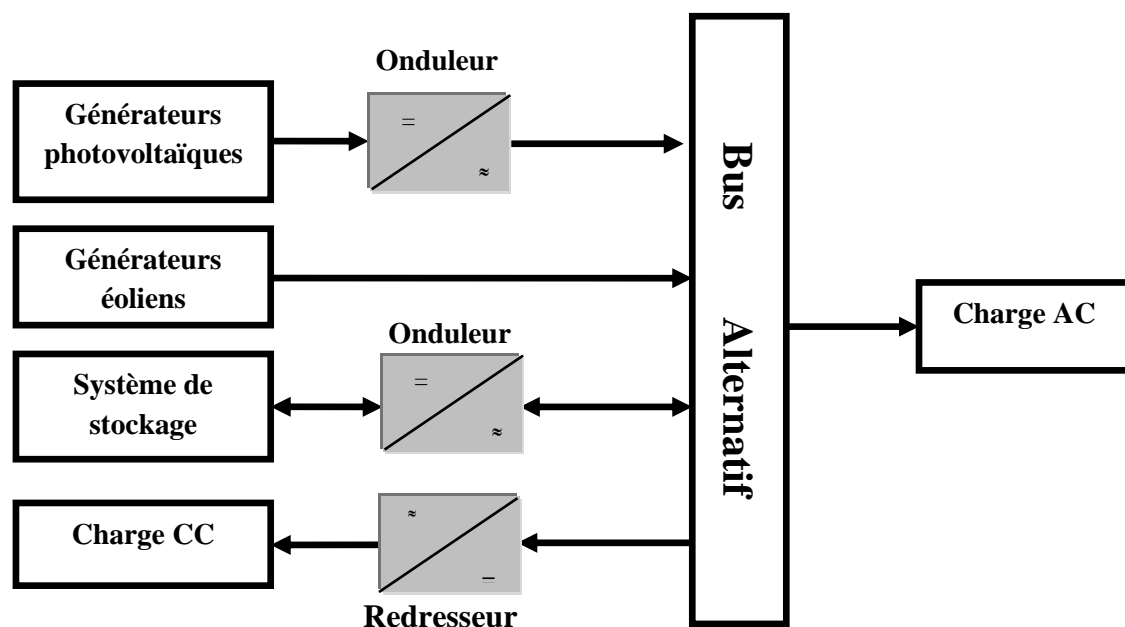 Onduleur
Générateurs
photovoltaïques
=
≈
Générateurs
éoliens
Onduleur
Système de
stockage
=
≈
Charge CC
≈
=
Redresseur
Bus Alternatif
Charge AC